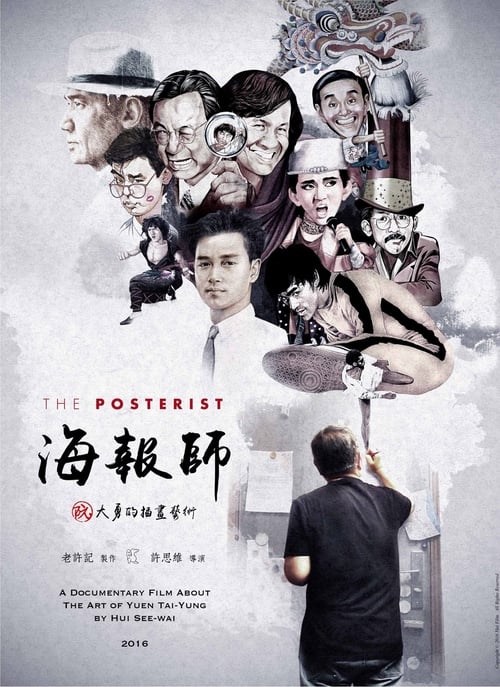 THE POSTERIST
海報師
阮大勇的插畫藝術
老許記 製作 許思維 導演
A DOCUMENTARY FILM ABOUT
THE ART OF YUEN TAI-YUNG
BY HUI SEE-WAI
2016